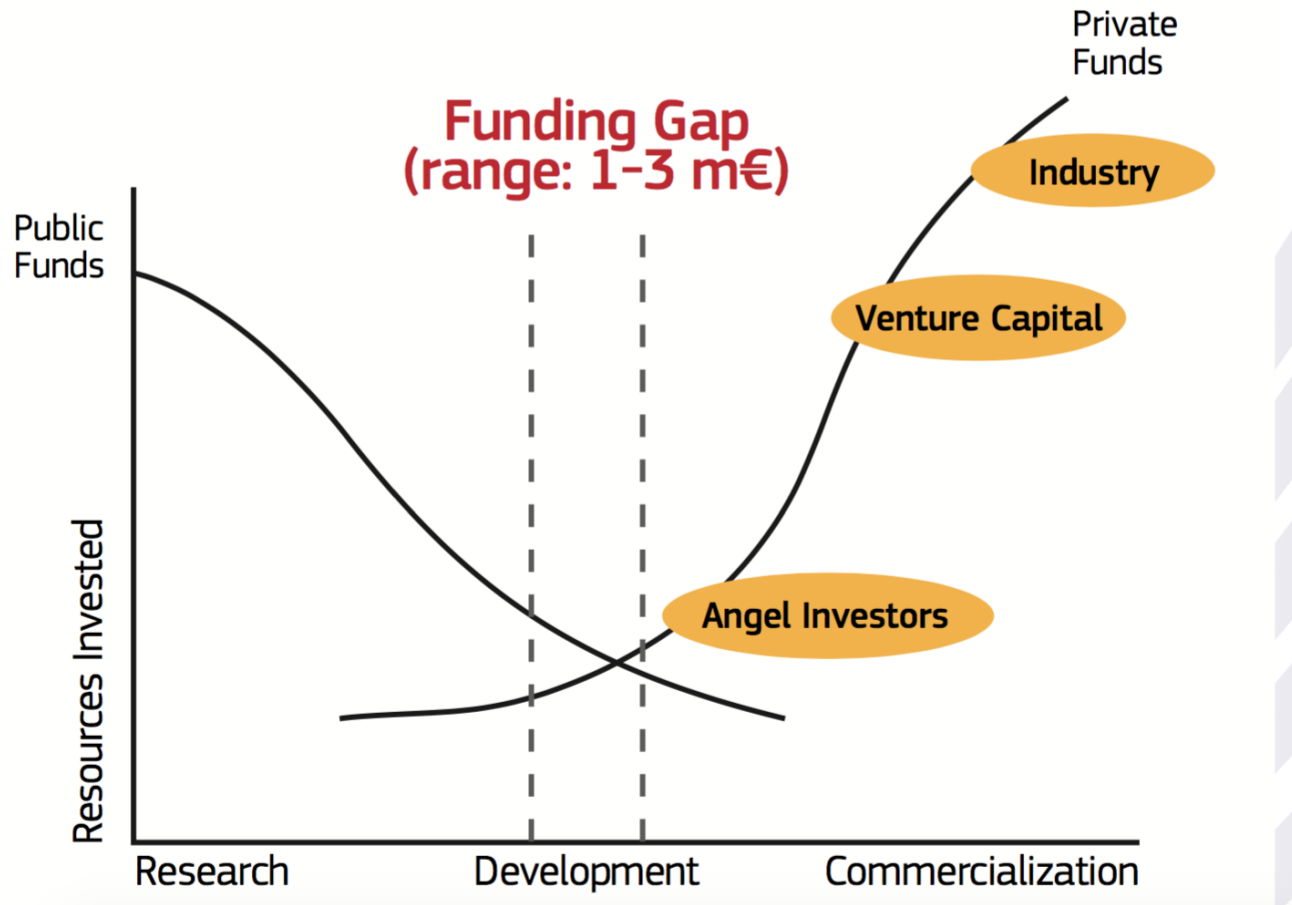 Private
Funds
Funding Gap
(range: 1–3 m€)
Industry
Public
Funds
Venture Capital
Resources Invested
Angel Investors
Research
Development
Commercialization